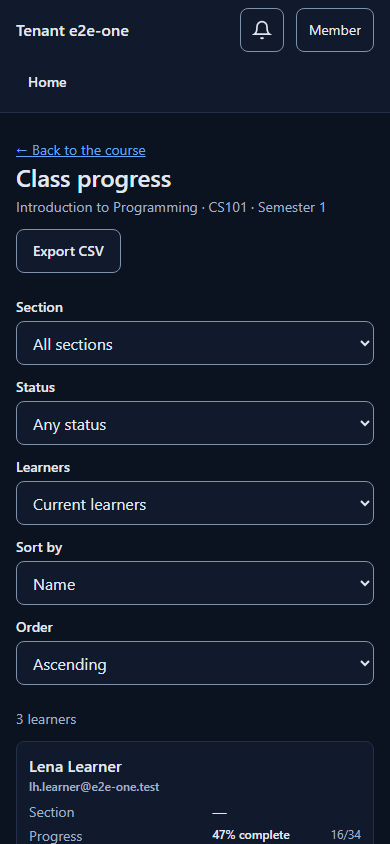 Tenant e2e-one
Member
Home
← Back to the course
Class progress
Introduction to Programming · CS101 · Semester 1
Export CSV
Section
All sections
Status
Any status
Learners
Current learners
Sort by
Name
Order
Ascending
3 learners
Lena Learner
lh.learner@e2e-one.test
Section —
Progress 47% complete 16/34